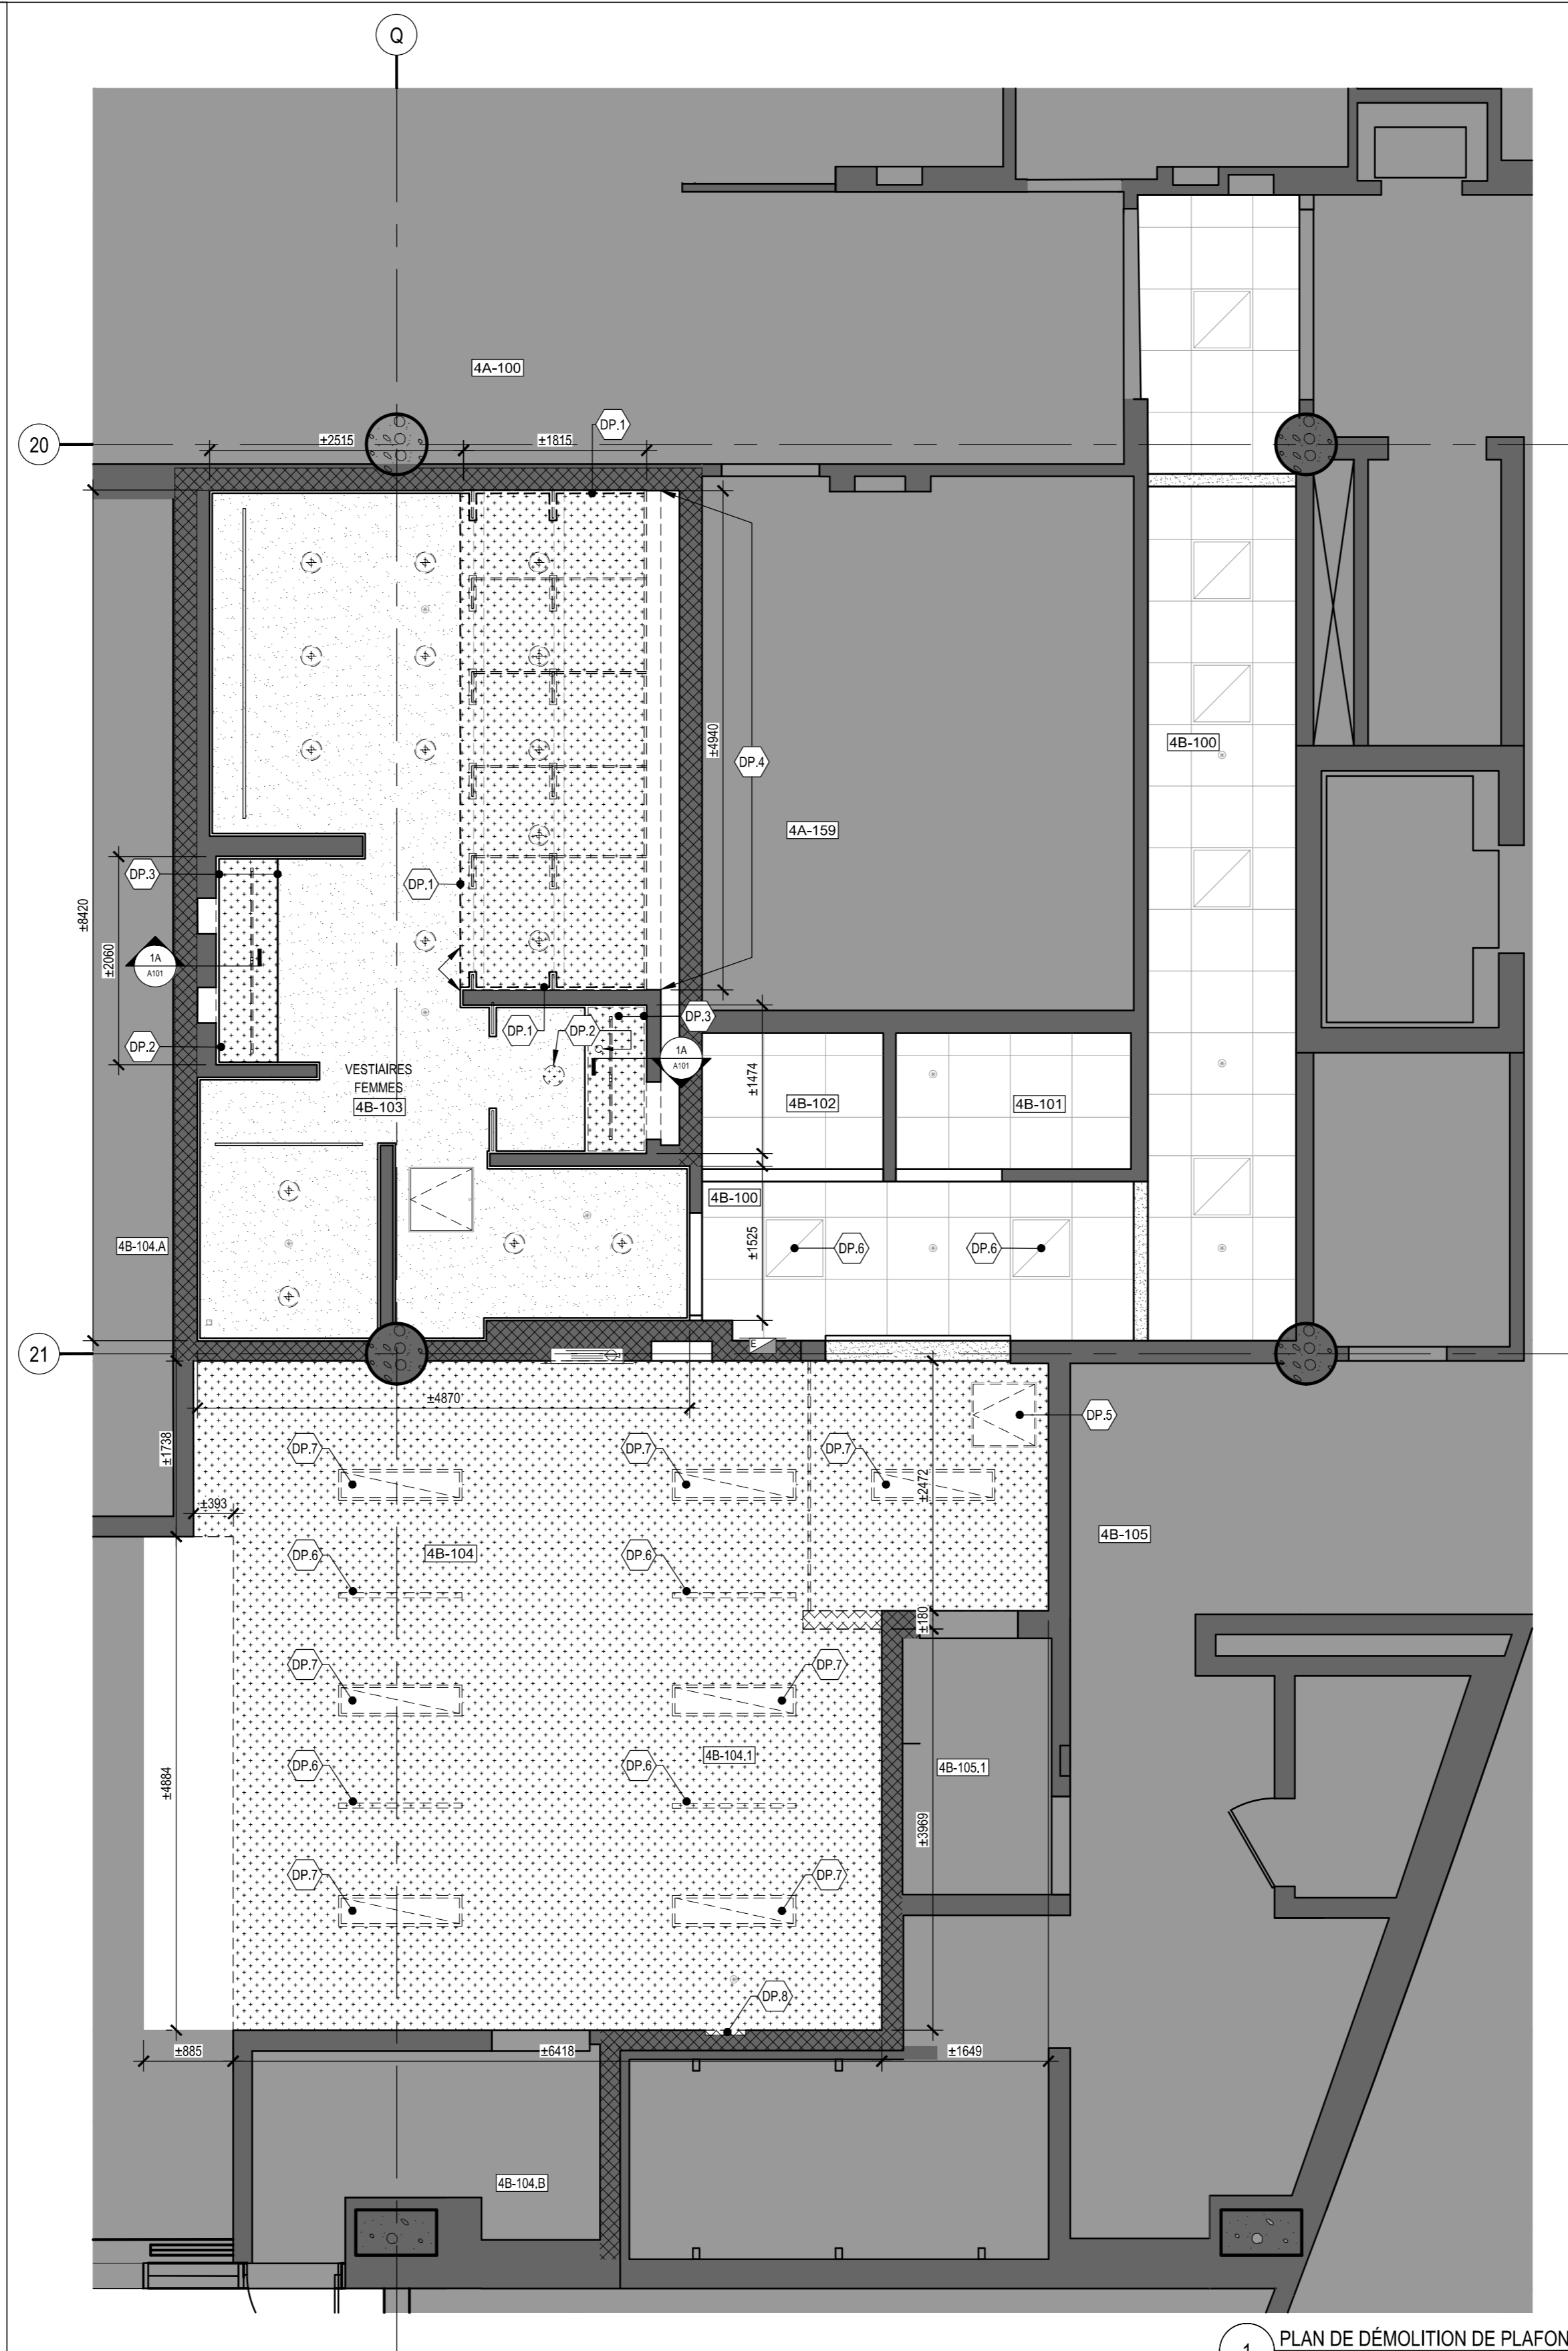 Q
4A-100
20
±2515
±1815
DP.1
±4940
DP.4
4B-100
4A-159
DP.3
DP.1
±8420
±2060
1A
A101
DP.2
DP.1
DP.2
DP.3
1A
A101
VESTIAIRES
FEMMES
4B-103
±1474
4B-102
4B-101
4B-100
±1525
4B-104.A
DP.6
DP.6
E
21
±4870
DP.5
±1738
DP.7
DP.7
DP.7
±2472
±393
4B-105
DP.6
4B-104
DP.6
±180
DP.7
DP.7
4B-104.1
4B-105.1
DP.6
DP.6
±4884
±3969
DP.7
DP.7
DP.8
±885
±6418
±1649
4B-104.B
1
PLAN DE DÉMOLITION DE PLAFON